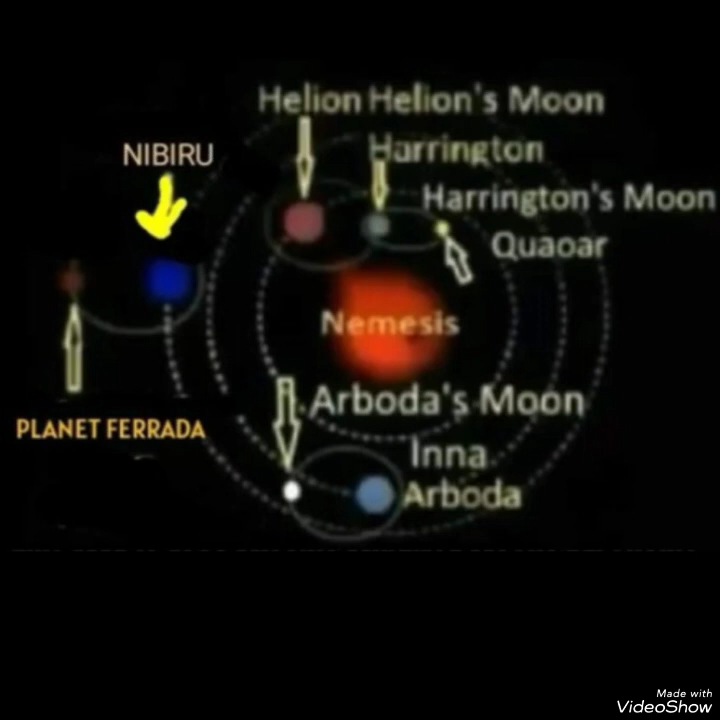 Helion Helion's Moon
NIBIRU
Harrington
Harrington's Moon
Quaoar
Nemesis
Arboda's Moon
PLANET FERRADA
Inna
Arboda
Made with
VideoShow